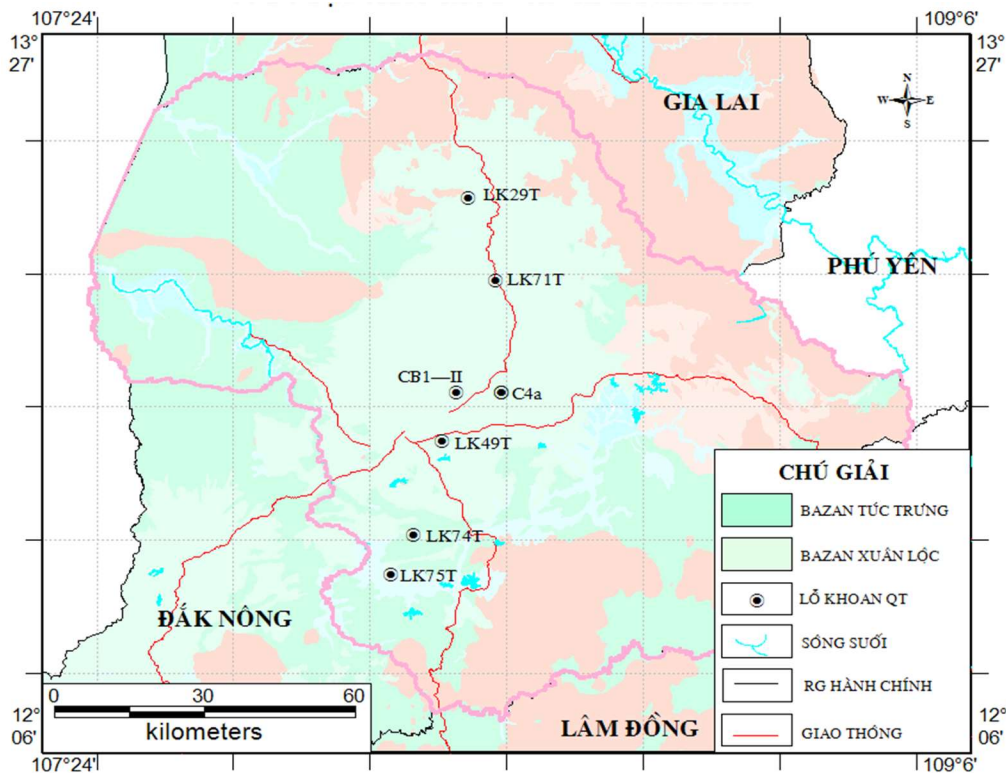 107°24' 109°6'
13° 27' 13° 27'
GIA LAI
N
W E
S
LK29T
LK71T
PHÚ YÊN
CB1—II
C4a
LK49T
LK74T
LK75T
ĐẮK NÔNG
LÂM ĐỒNG
CHÚ GIẢI
BAZAN TÚC TRƯNG
BAZAN XUÂN LỘC
LỖ KHOAN QT
SÔNG SUỐI
RG HÀNH CHÍNH
GIAO THÔNG
0 30 60
kilometers
12° 06' 12° 06'
107°24' 109°6'